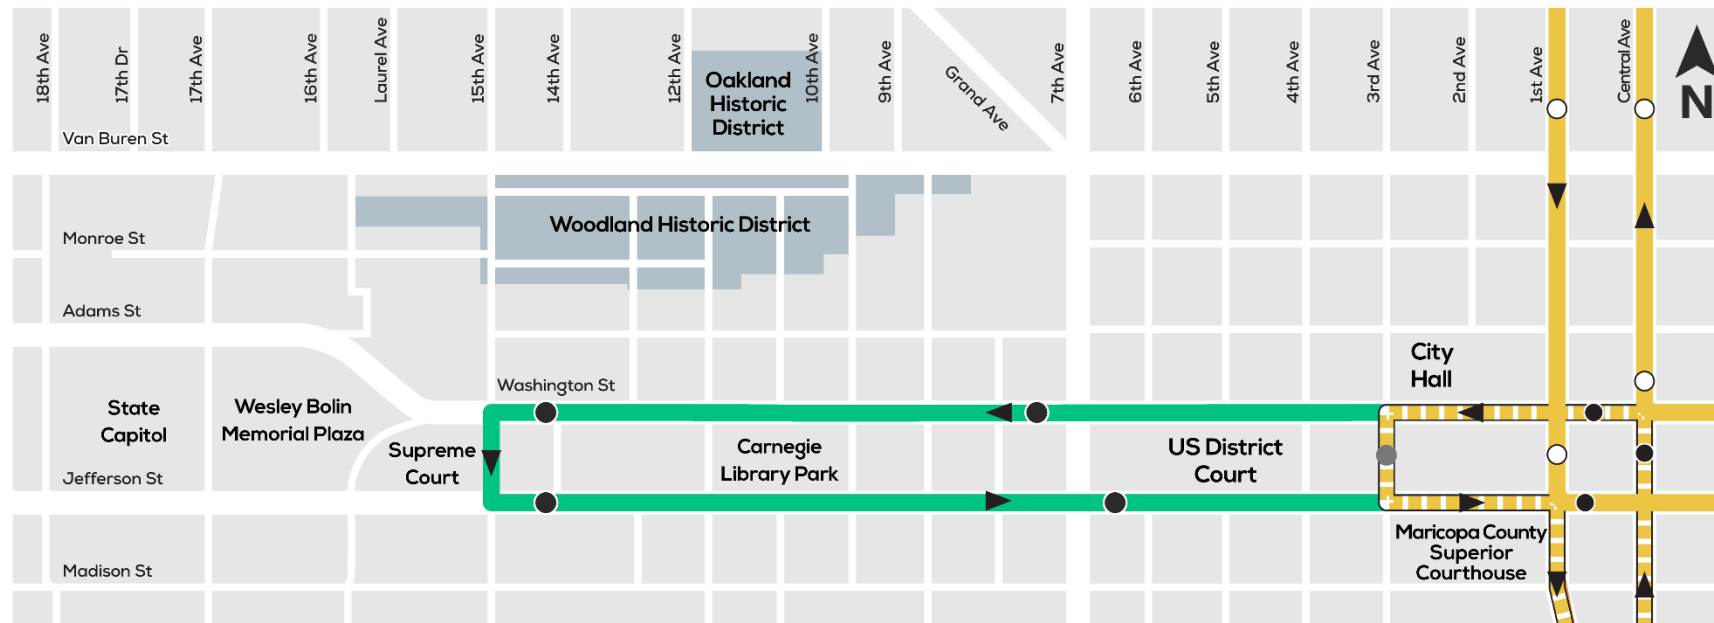 18th Ave
17th Dr
17th Ave
16th Ave
Laurel Ave
15th Ave
14th Ave
12th Ave
10th Ave
9th Ave
Grand Ave
7th Ave
6th Ave
5th Ave
4th Ave
3rd Ave
2nd Ave
1st Ave
Central Ave
N
Oakland
Historic
District
Van Buren St
Woodland Historic District
Monroe St
Adams St
City
Hall
Washington St
State
Capitol
Wesley Bolin
Memorial Plaza
Supreme
Court
Carnegie
Library Park
US District
Court
Jefferson St
Maricopa County
Superior
Courthouse
Madison St